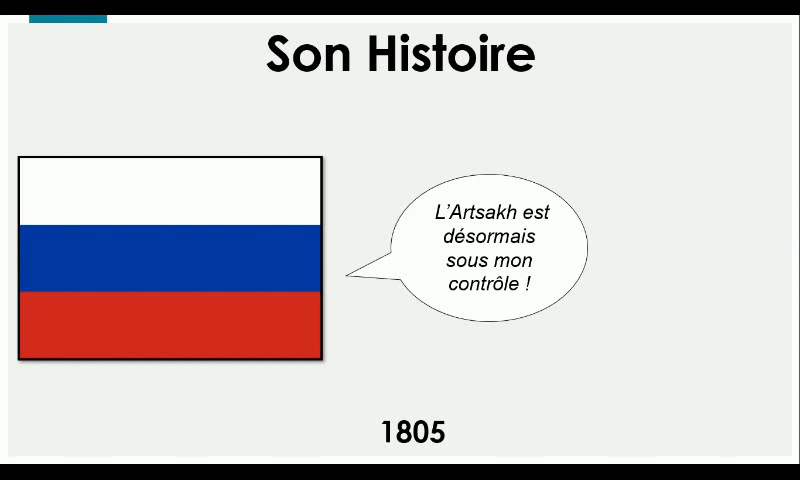 Son Histoire
L'Artsakh est
désormais
sous mon
contrôle !
1805